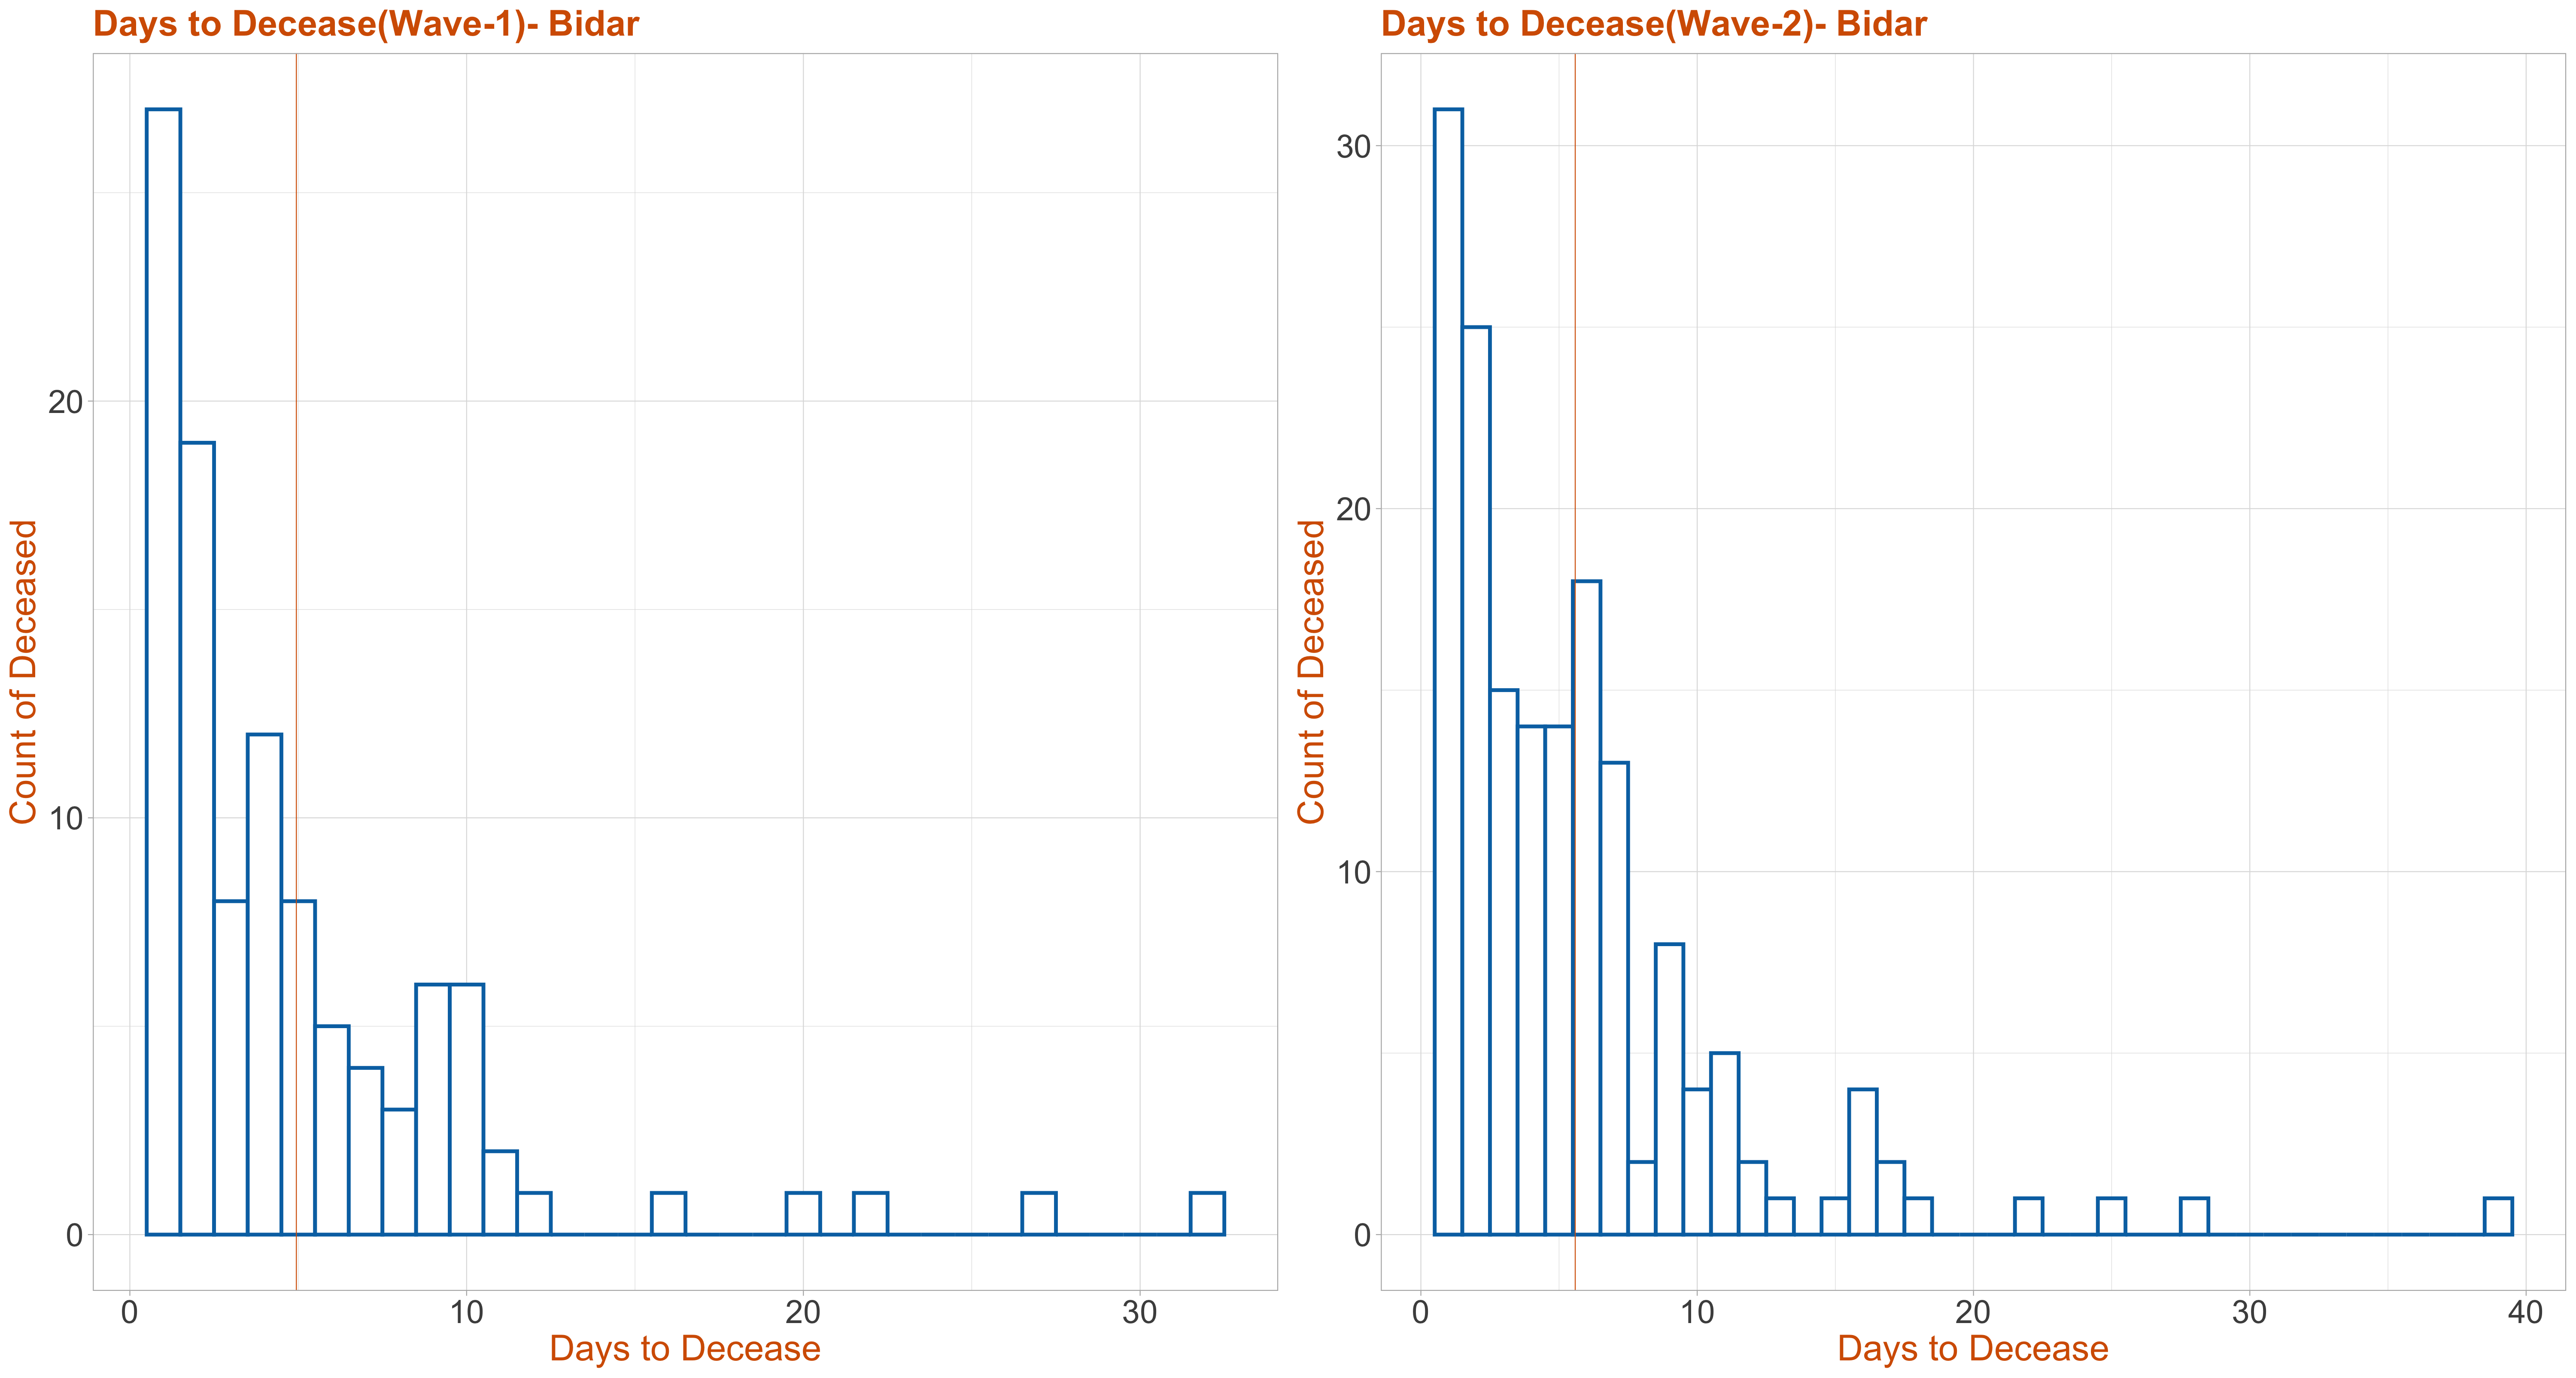 Days to Decease(Wave-1)- Bidar
Count of Deceased
20
10
0
0 10 20 30
Days to Decease
Days to Decease(Wave-2)- Bidar
Count of Deceased
30
20
10
0
0 10 20 30 40
Days to Decease